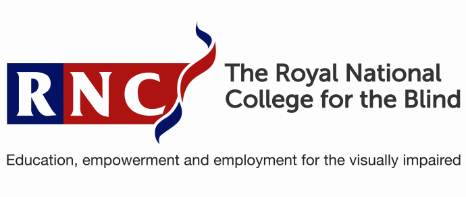 RNC
The Royal National
College for the Blind
Education, empowerment and employment for the visually impaired